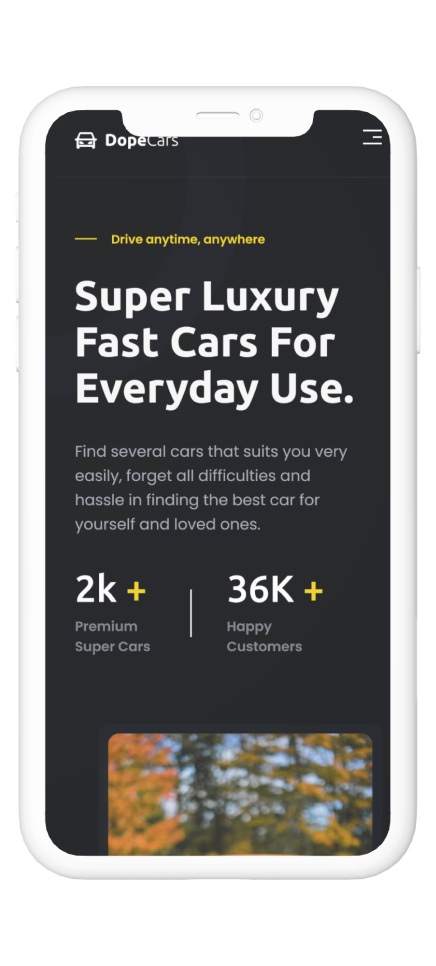 DopeCars
Drive anytime, anywhere
Super Luxury
Fast Cars For
Everyday Use.
Find several cars that suits you very
easily, forget all difficulties and
hassle in finding the best car for
yourself and loved ones.
2k +
Premium
Super Cars
36K +
Happy
Customers